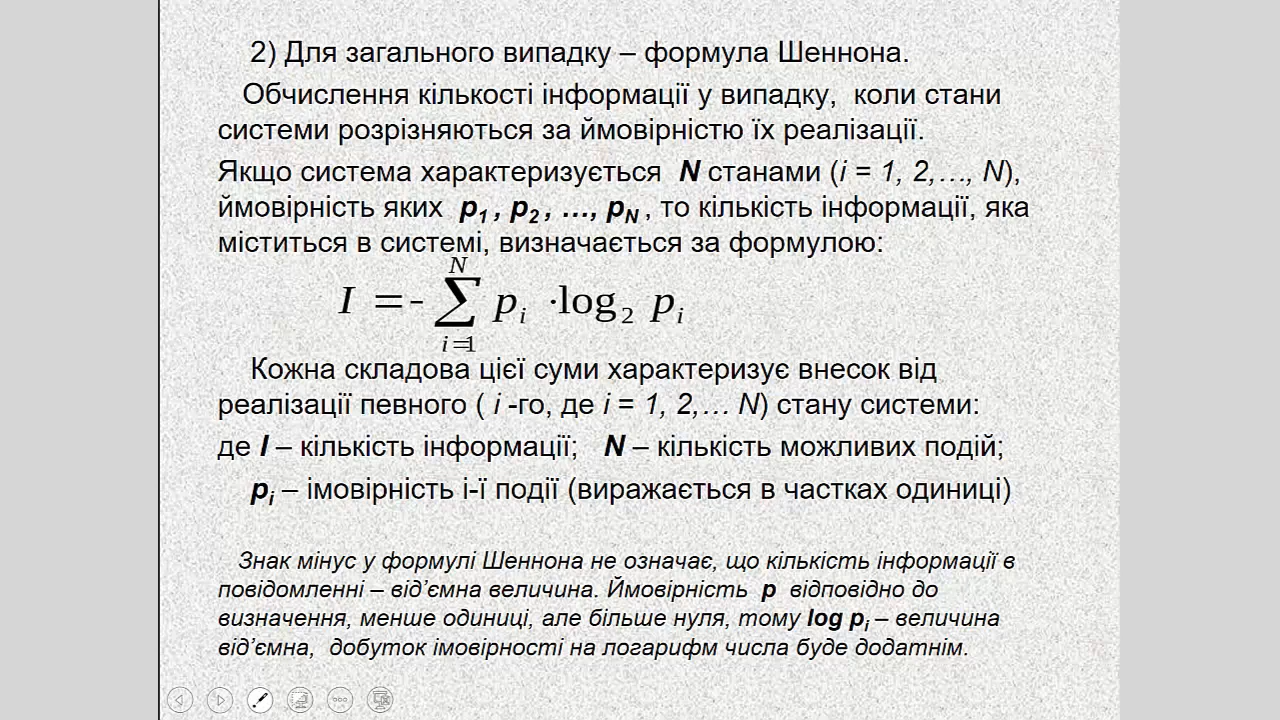 2) Для загального випадку – формула Шеннона.
Обчислення кількості інформації у випадку, коли стани
системи розрізняються за ймовірністю їх реалізації.
Якщо система характеризується N станами (i = 1, 2,…, N),
ймовірність яких p₁ , p₂ , …, p_N , то кількість інформації, яка
міститься в системі, визначається за формулою:
I = - ∑_{i=1}^{N} p_i · log₂ p_i
Кожна складова цієї суми характеризує внесок від
реалізації певного ( i -го, де i = 1, 2,… N) стану системи:
де I – кількість інформації; N – кількість можливих подій;
p_i – імовірність і-ї події (виражається в частках одиниці)
Знак мінус у формулі Шеннона не означає, що кількість інформації в
повідомленні – від’ємна величина. Ймовірність p відповідно до
визначення, менше одиниці, але більше нуля, тому log p_i – величина
від’ємна, добуток імовірності на логарифм числа буде додатнім.